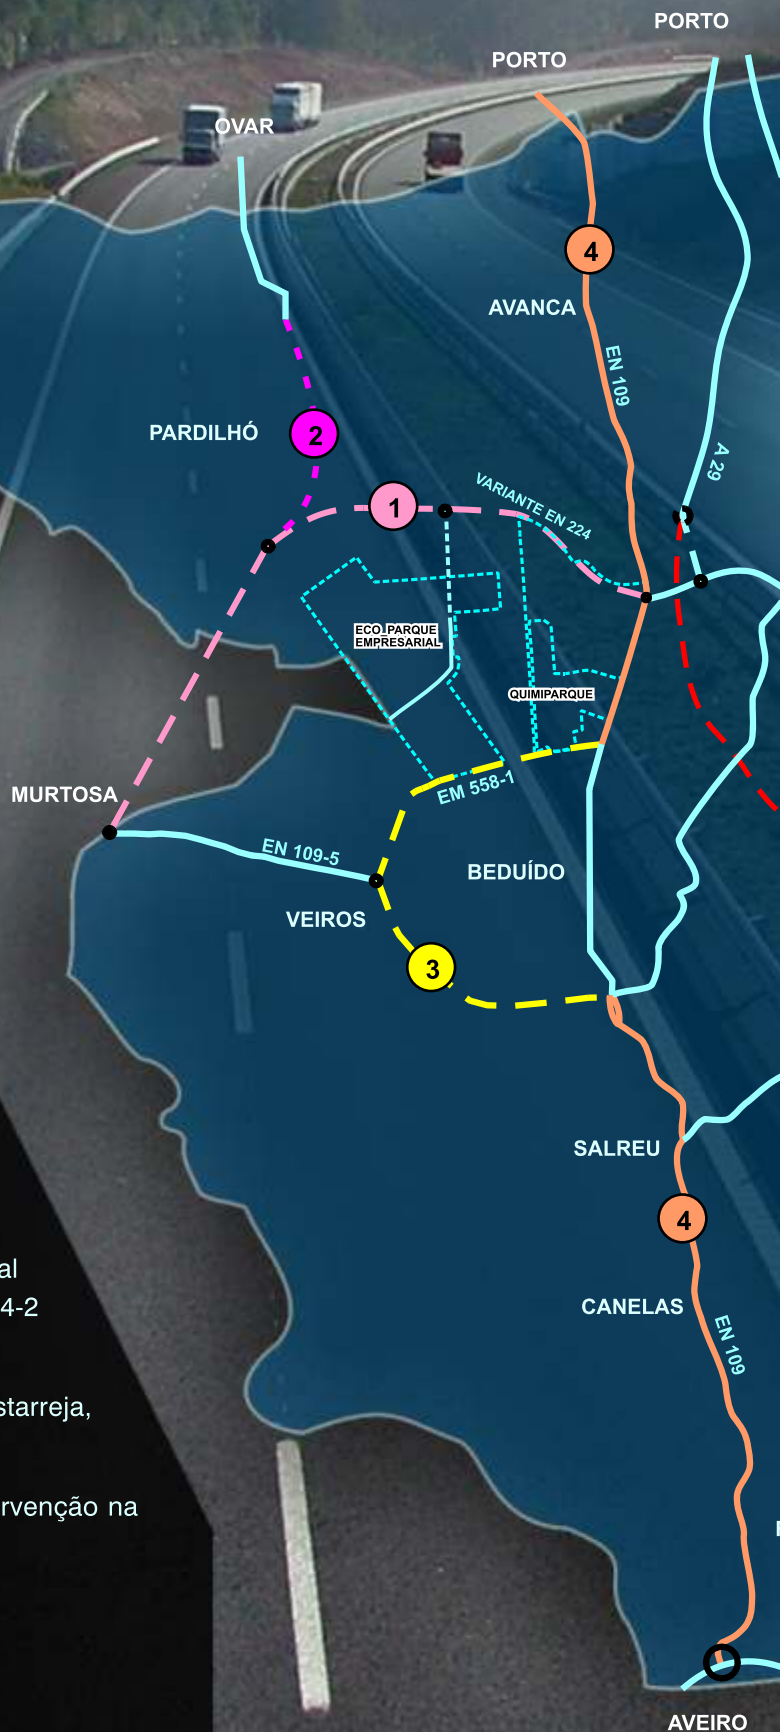 PORTO
PORTO
OVAR
4
AVANCA
EN 109
PARDILHÓ
2
A 29
1
VARIANTE EN 224
ECO PARQUE
EMPRESARIAL
QUIMIPARQUE
MURTOSA
EM 558-1
EN 109-5
BEDUÍDO
VEIROS
3
SALREU
4
al
4-2
CANELAS
EN 109
starreja,
rvenção na
AVEIRO